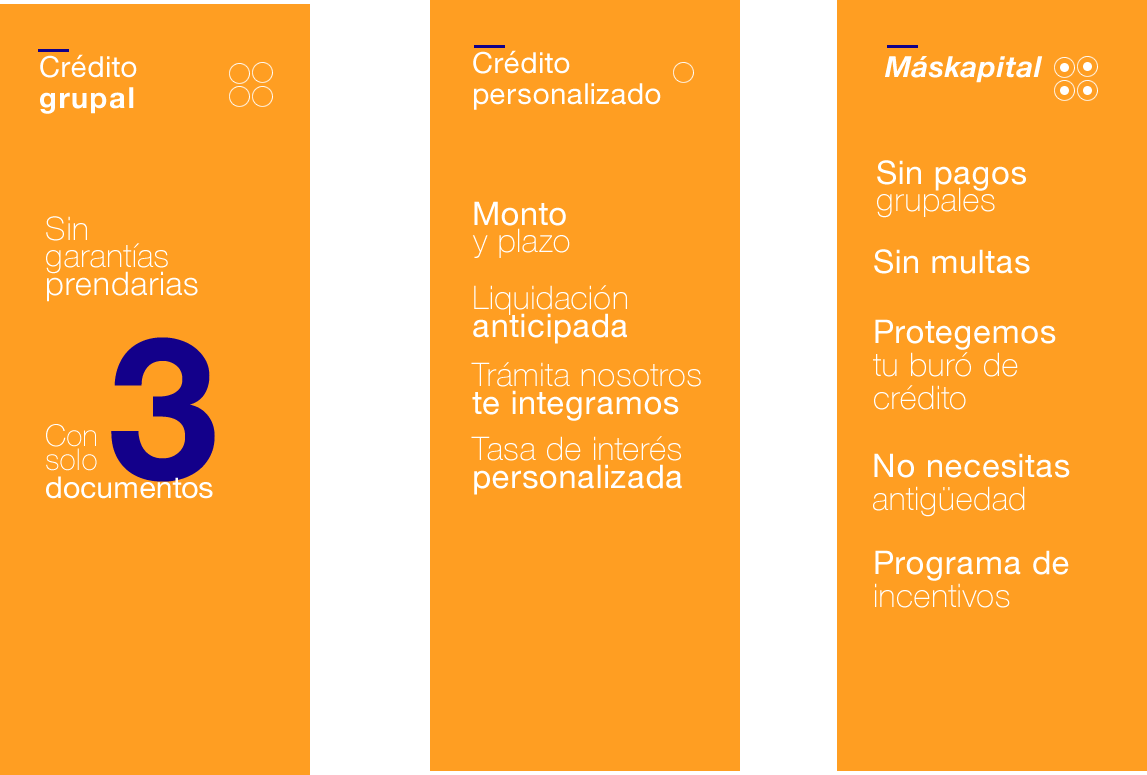 Crédito
grupal
Sin
garantías
prendarias
Con
solo
3
documentos
Crédito
personalizado
Monto
y plazo
Liquidación
anticipada
Trámita nosotros
te integramos
Tasa de interés
personalizada
Máskapital
Sin pagos
grupales
Sin multas
Protegemos
tu buró de
crédito
No necesitas
antigüedad
Programa de
incentivos